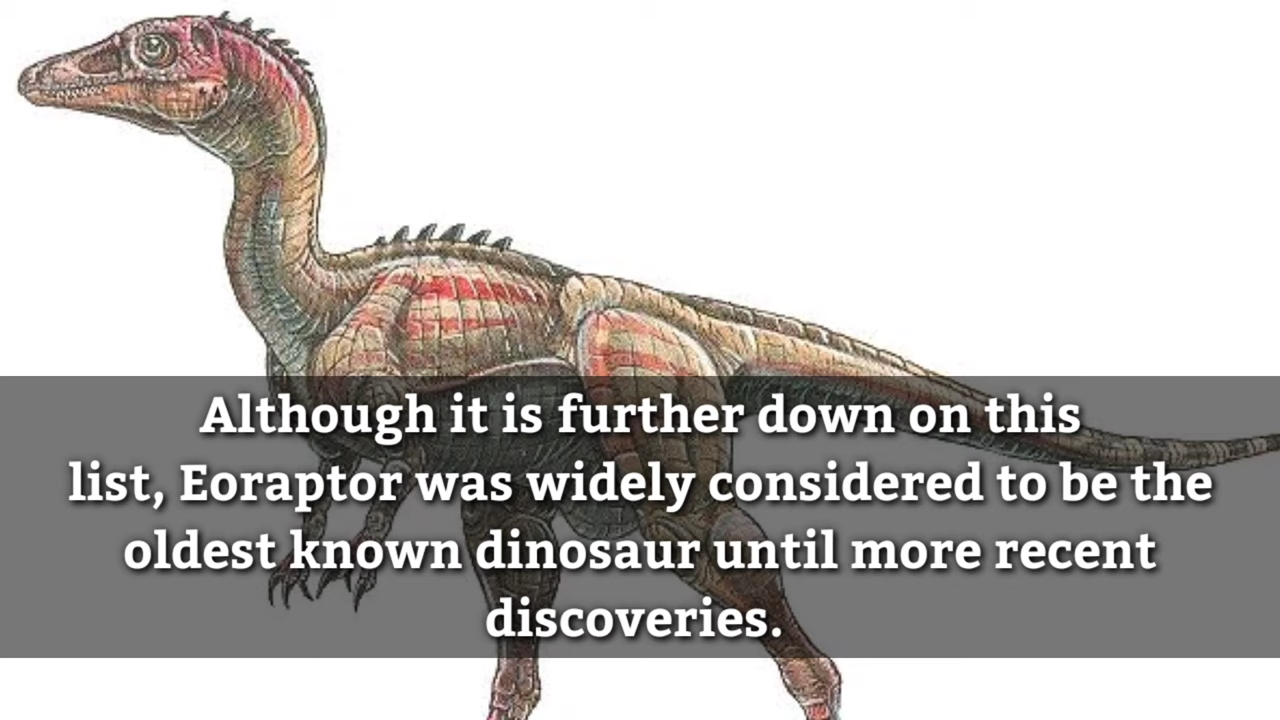 Although it is further down on this
list, Eoraptor was widely considered to be the
oldest known dinosaur until more recent
discoveries.